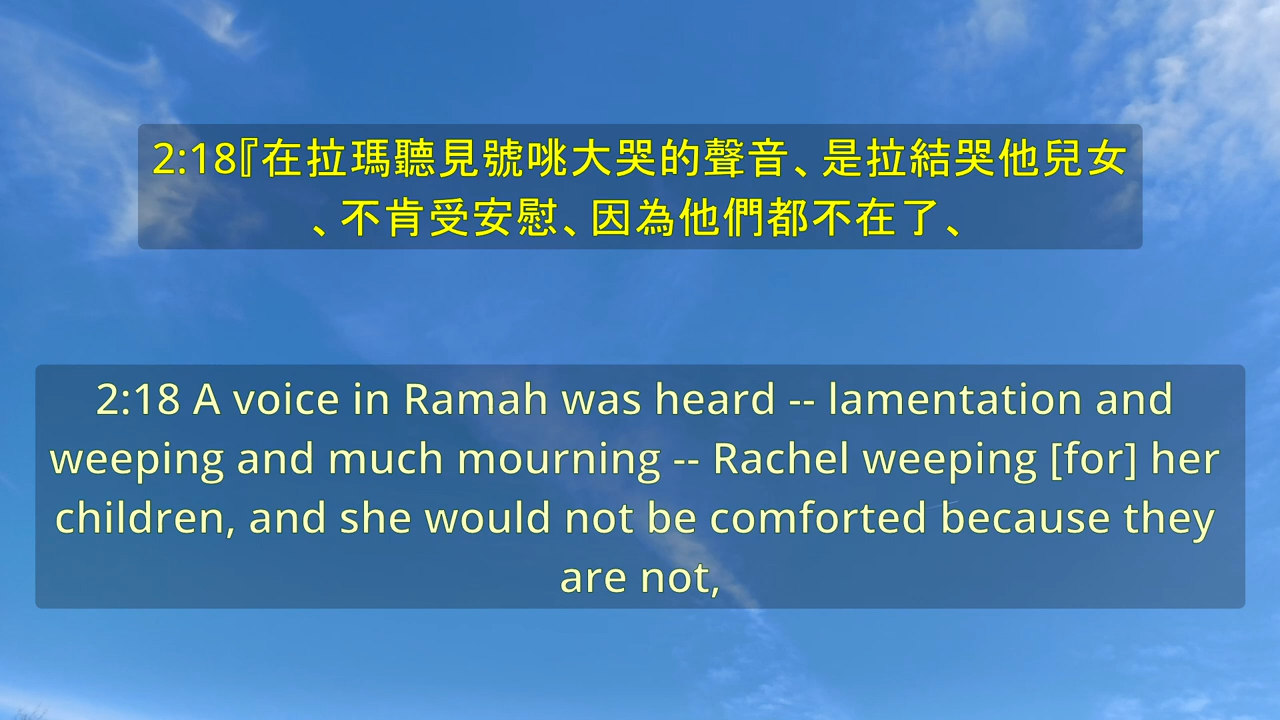 2:18『在拉瑪聽見號咷大哭的聲音、是拉結哭他兒女
、不肯受安慰、因為他們都不在了、
2:18 A voice in Ramah was heard -- lamentation and
weeping and much mourning -- Rachel weeping [for] her
children, and she would not be comforted because they
are not,